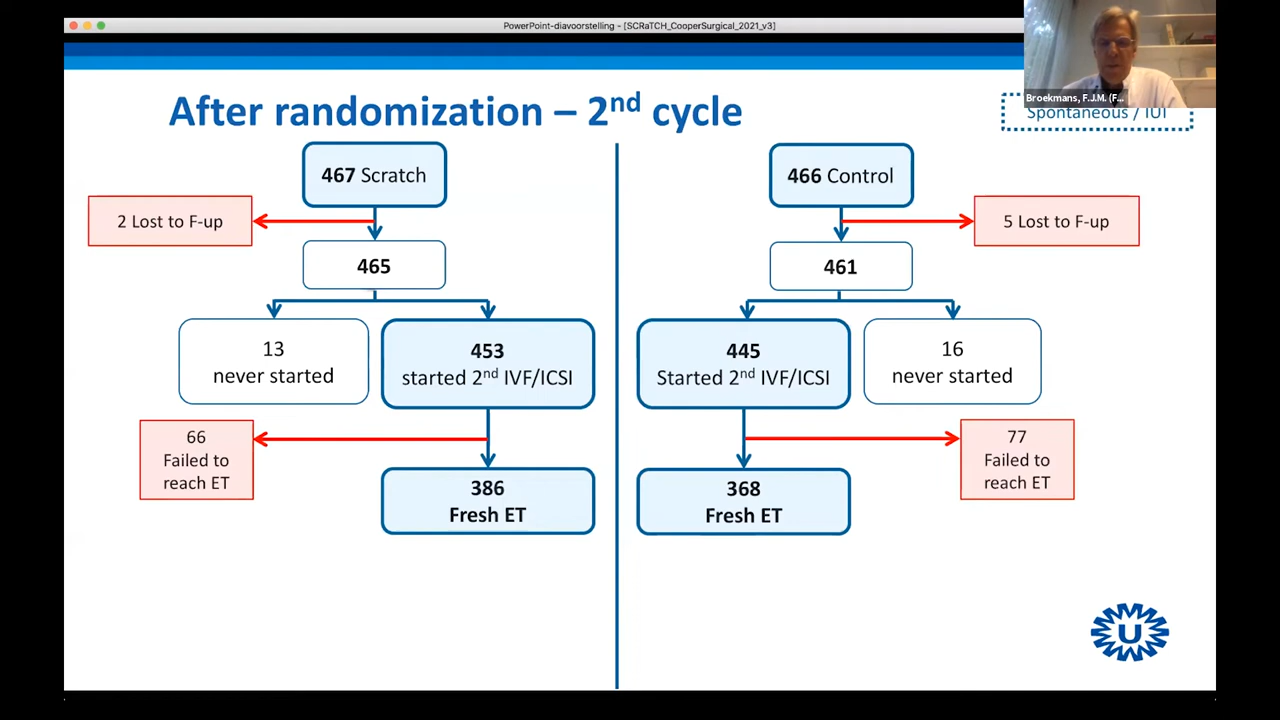 PowerPoint-diavoorstelling - [SCRaTCH_CooperSurgical_2021_v3]
Broekmans, F.J.M. (F...
After randomization – 2nd cycle
Spontaneous / IUI
467 Scratch
466 Control
2 Lost to F-up
5 Lost to F-up
465
461
13
never started
453
started 2nd IVF/ICSI
445
Started 2nd IVF/ICSI
16
never started
66
Failed to
reach ET
77
Failed to
reach ET
386
Fresh ET
368
Fresh ET
U